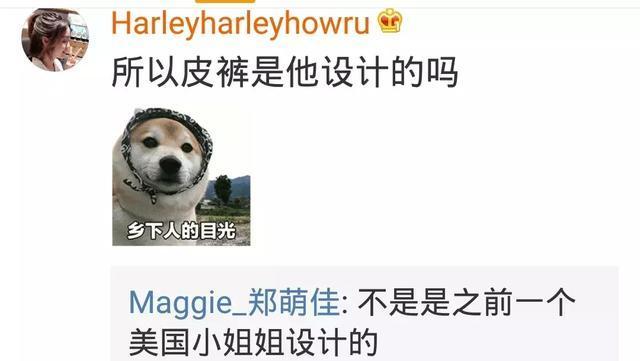 Harleyharleyhowru
所以皮裤是他设计的吗
乡下人的目光
Maggie_郑萌佳: 不是是之前一个
美国小姐姐设计的